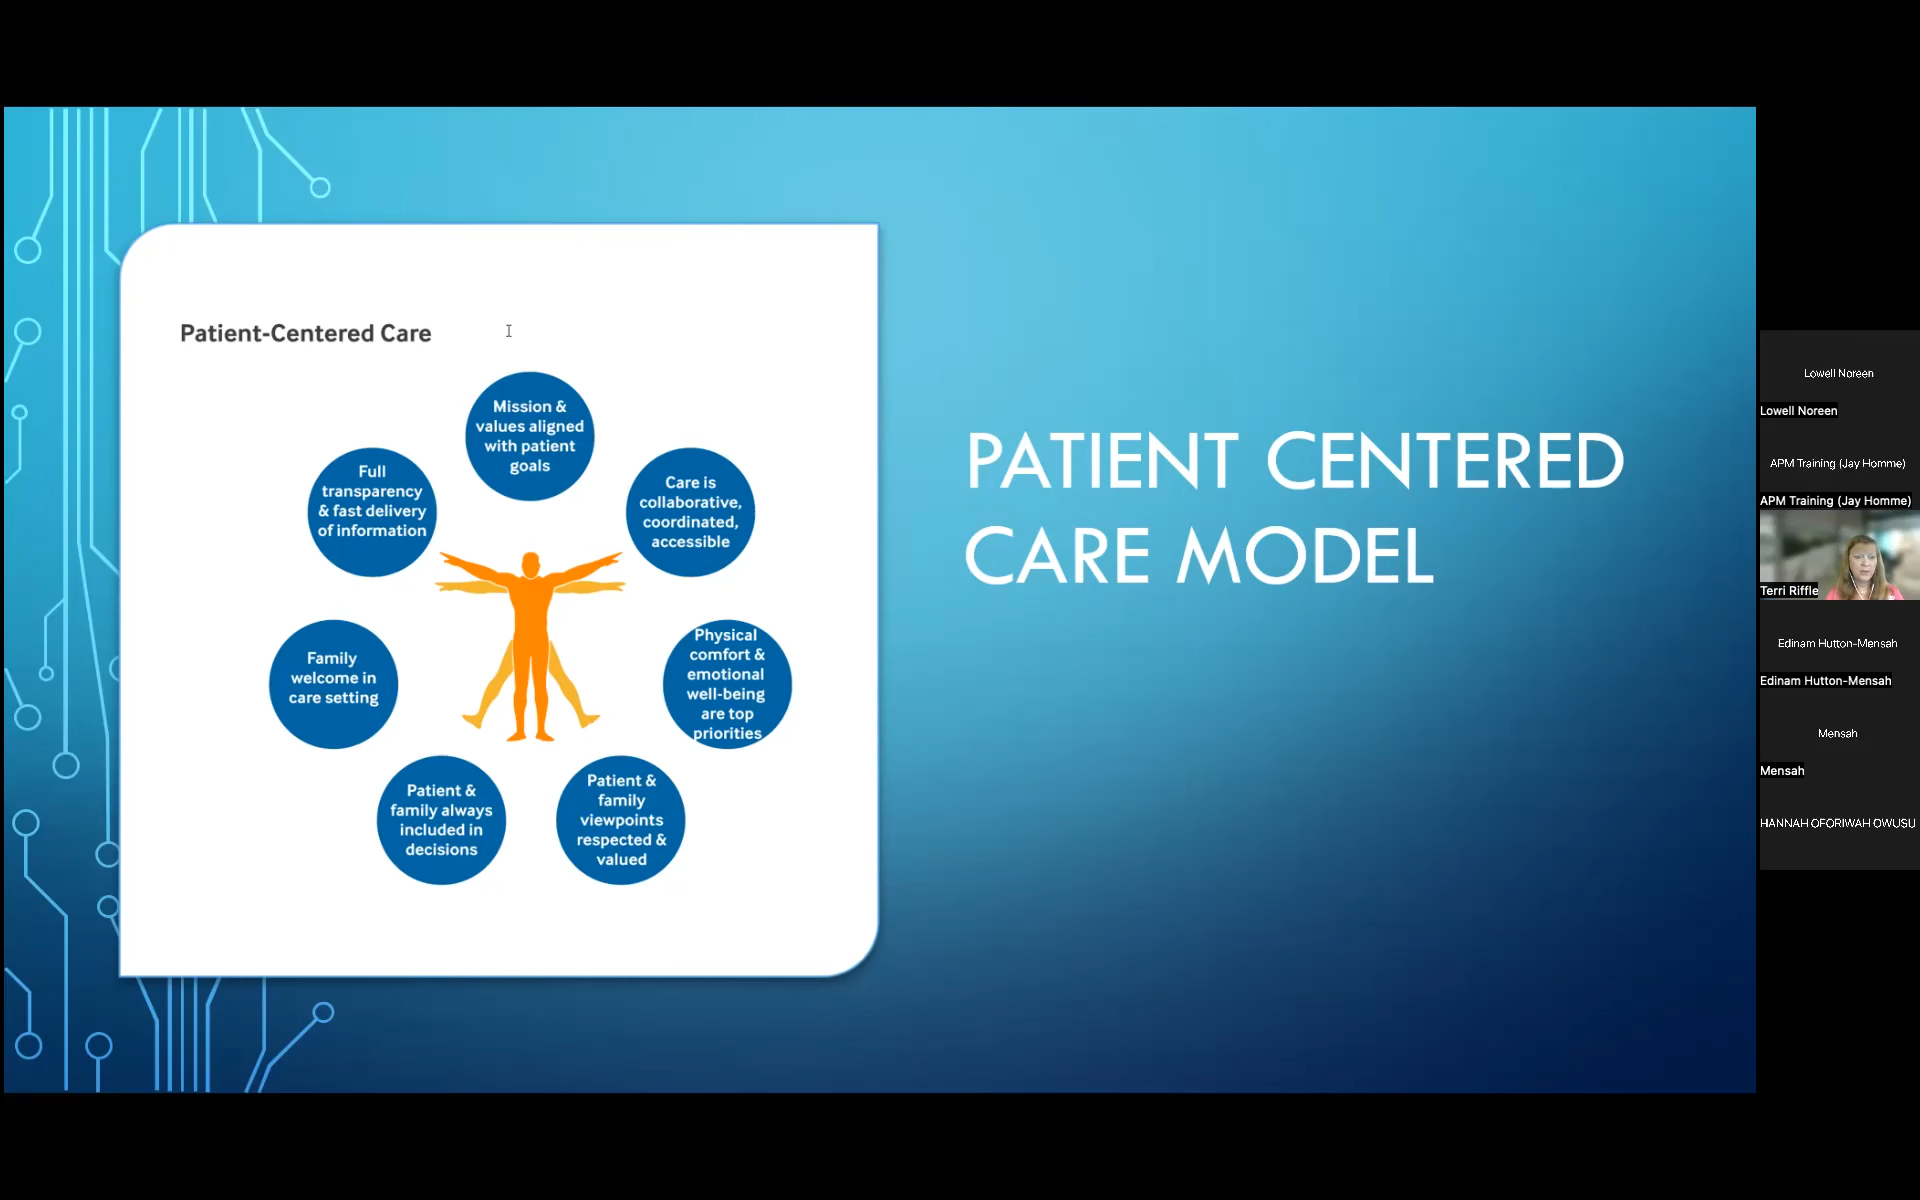 Patient-Centered Care
Mission &
values aligned
with patient
goals
Care is
collaborative,
coordinated,
accessible
Physical
comfort &
emotional
well-being
are top
priorities
Patient &
family
viewpoints
respected &
valued
Patient &
family always
included in
decisions
Family
welcome in
care setting
Full
transparency
& fast delivery
of information
PATIENT CENTERED
CARE MODEL
Lowell Noreen
Lowell Noreen
APM Training (Jay Homme)
APM Training (Jay Homme)
Terri Riffle
Edinam Hutton-Mensah
Edinam Hutton-Mensah
Mensah
Mensah
HANNAH OFORIWAH OWUSU